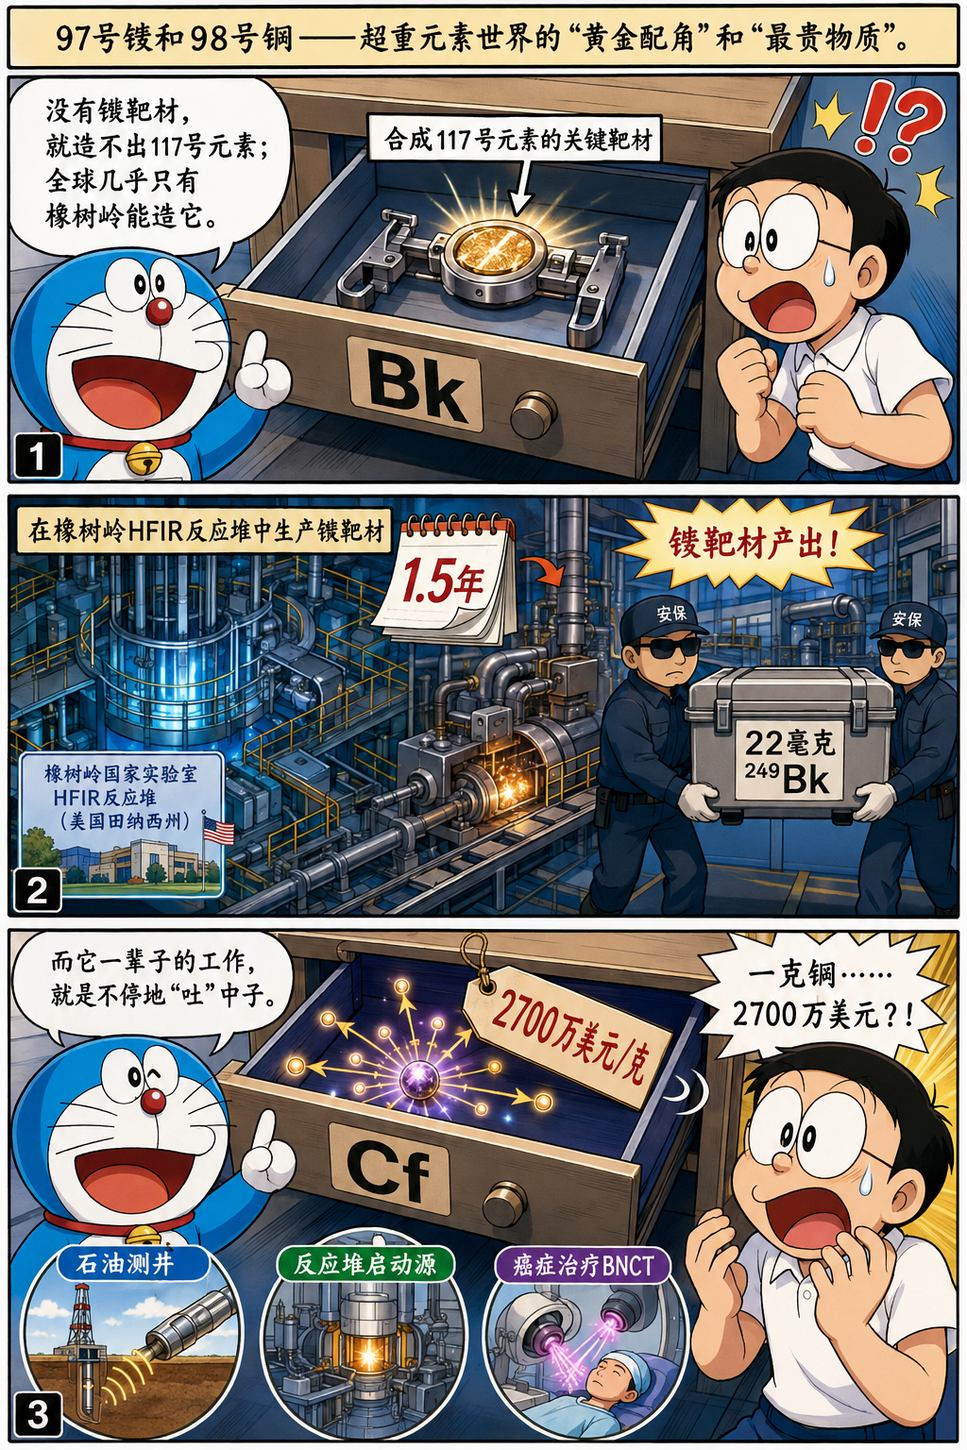 97号锫和98号锎——超重元素世界的“黄金配角”和“最贵物质”。
没有锫靶材，
就造不出117号元素；
全球几乎只有
橡树岭能造它。
合成117号元素的关键靶材
!?
Bk
1
在橡树岭HFIR反应堆中生产锫靶材
1.5年
锫靶材产出！
安保
安保
22毫克
249Bk
橡树岭国家实验室
HFIR反应堆
（美国田纳西州）
2
而它一辈子的工作，
就是不停地“吐”中子。
2700万美元/克
一克锎……
2700万美元？！
Cf
石油测井
反应堆启动源
癌症治疗BNCT
3